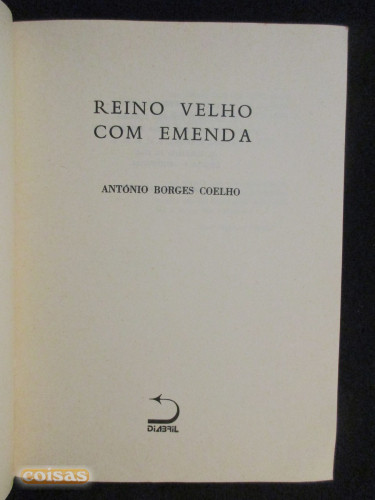 REINO VELHO
COM EMENDA
ANTÓNIO BORGES COELHO
DIABRIL
coisas